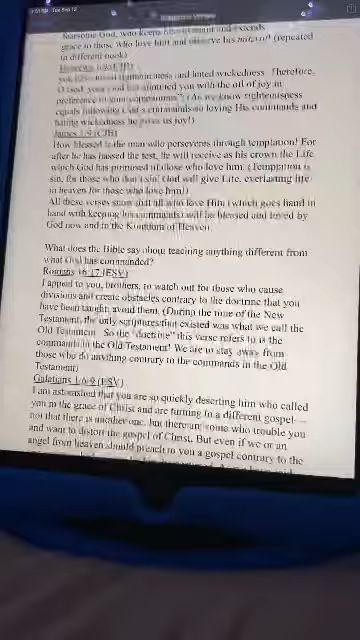 fearsome God, who keeps his covenant and extends
grace to those who love him and observe his mitzvot (repeated
in different book)
Hebrews 1:9 (CJB)
you have loved righteousness and hated wickedness. Therefore,
O God, your God has anointed you with the oil of joy in
preference to your companions". (As we know righteousness
equals following God's commands so loving His commands and
hating wickedness he gives us joy!)
James 1:9 (CJB)
How blessed is the man who perseveres through temptation! For
after he has passed the test, he will receive as his crown the Life
which God has promised to those who love him. (Temptation is
sin, for those who don't sin God will give Life, everlasting life
in heaven for those who love him!)
All these verses show that all who love Him (which goes hand in
hand with keeping his commands) will be blessed and loved by
God now and in the Kingdom of Heaven.
What does the Bible say about teaching anything different from
what God has commanded?
Romans 16:17 (ESV)
I appeal to you, brothers, to watch out for those who cause
divisions and create obstacles contrary to the doctrine that you
have been taught; avoid them. (During the time of the New
Testament, the only scriptures that existed was what we call the
Old Testament. So the "doctrine" this verse refers to is the
commands in the Old Testament! We are to stay away from
those who do anything contrary to the commands in the Old
Testament)
Galatians 1:6-9 (ESV)
I am astonished that you are so quickly deserting him who called
you in the grace of Christ and are turning to a different gospel—
not that there is another one, but there are some who trouble you
and want to distort the gospel of Christ. But even if we or an
angel from heaven should preach to you a gospel contrary to the